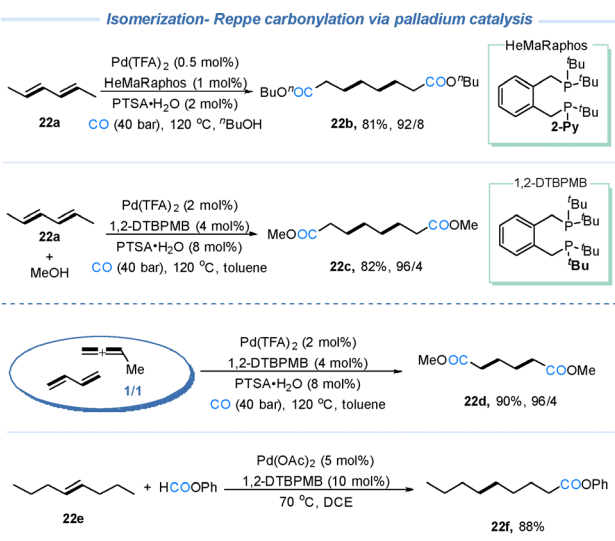 Isomerization- Reppe carbonylation via palladium catalysis
Pd(TFA)2 (0.5 mol%)
HeMaRaphos (1 mol%)
PTSA•H2O (2 mol%)
CO (40 bar), 120 °C, nBuOH
22a
BuOnOC
COOnBu
22b, 81%, 92/8
HeMaRaphos
tBu
P
tBu
P
tBu
2-Py
Pd(TFA)2 (2 mol%)
1,2-DTBPMB (4 mol%)
PTSA•H2O (8 mol%)
CO (40 bar), 120 °C, toluene
22a
+
MeOH
MeOOC
COOMe
22c, 82%, 96/4
1,2-DTBPMB
tBu
P
tBu
P
tBu
tBu
+
Me
1/1
Pd(TFA)2 (2 mol%)
1,2-DTBPMB (4 mol%)
PTSA•H2O (8 mol%)
CO (40 bar), 120 °C, toluene
MeOOC
COOMe
22d, 90%, 96/4
22e
+ HCOOPh
Pd(OAc)2 (5 mol%)
1,2-DTBPMB (10 mol%)
70 °C, DCE
COOPh
22f, 88%